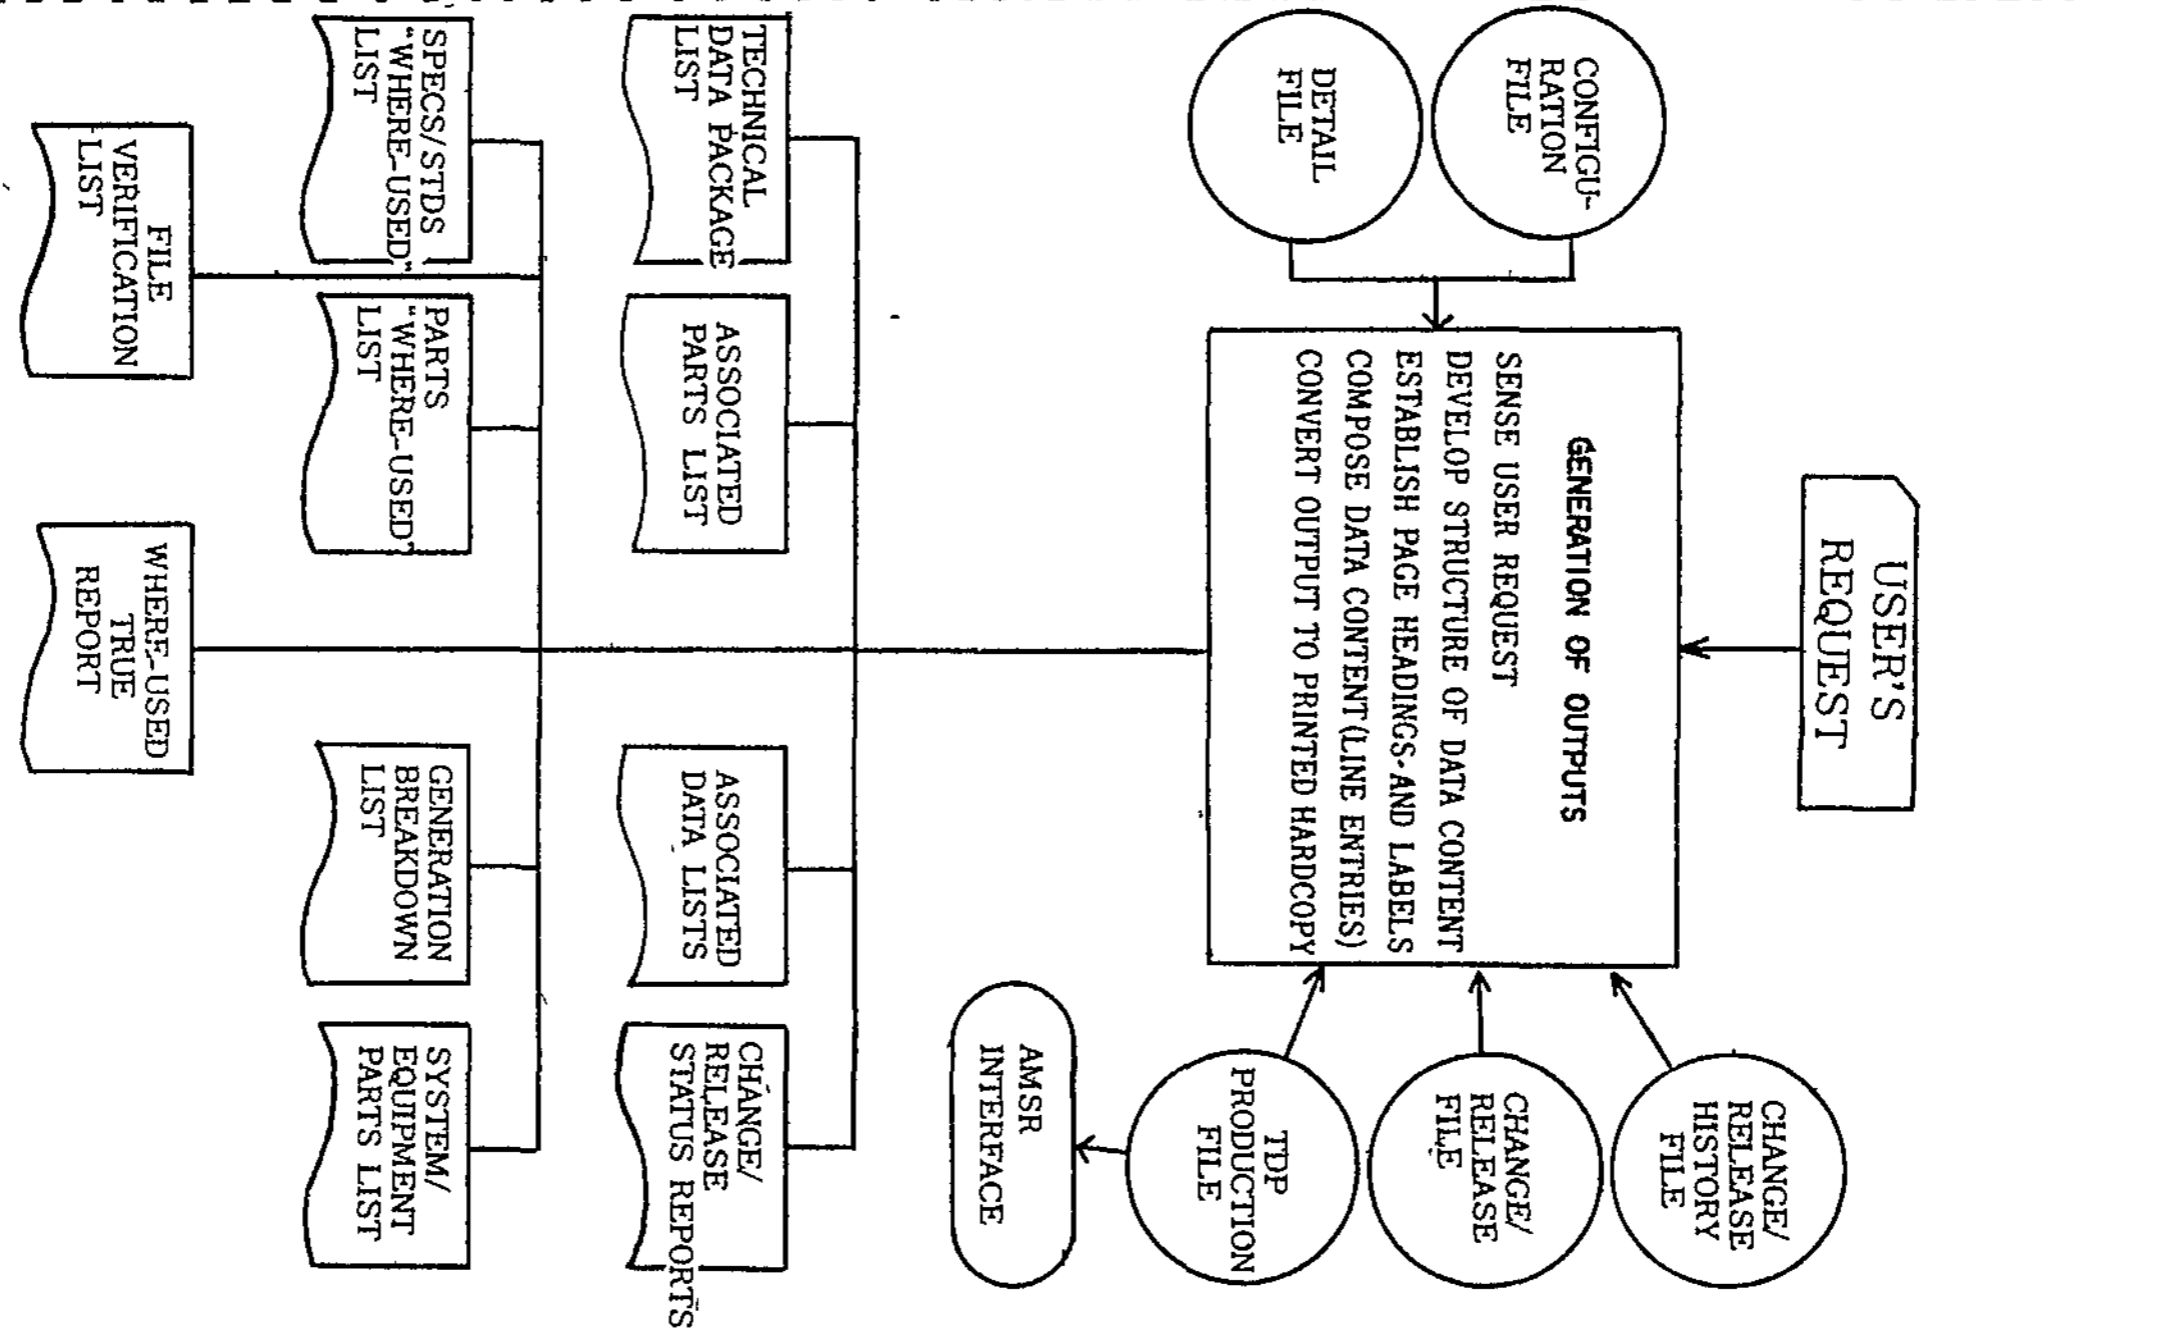 USER'S
REQUEST
CONFIGU-
RATION
FILE
DETAIL
FILE
GENERATION OF OUTPUTS
SENSE USER REQUEST
DEVELOP STRUCTURE OF DATA CONTENT
ESTABLISH PAGE HEADINGS-AND LABELS
COMPOSE DATA CONTENT(LINE ENTRIES)
CONVERT OUTPUT TO PRINTED HARDCOPY
CHANGE/
RELEASE
HISTORY
FILE
CHANGE/
RELEASE
FILE
TDP
PRODUCTION
FILE
AMSR
INTERFACE
TECHNICAL
DATA PACKAGE
LIST
ASSOCIATED
PARTS LIST
ASSOCIATED
DATA LISTS
CHANGE/
RELEASE
STATUS REPORTS
SPECS/STDS
"WHERE-USED"
LIST
PARTS
"WHERE-USED"
LIST
GENERATION
BREAKDOWN
LIST
SYSTEM/
EQUIPMENT
PARTS LIST
FILE
VERIFICATION
LIST
WHERE-USED
TRUE
REPORT